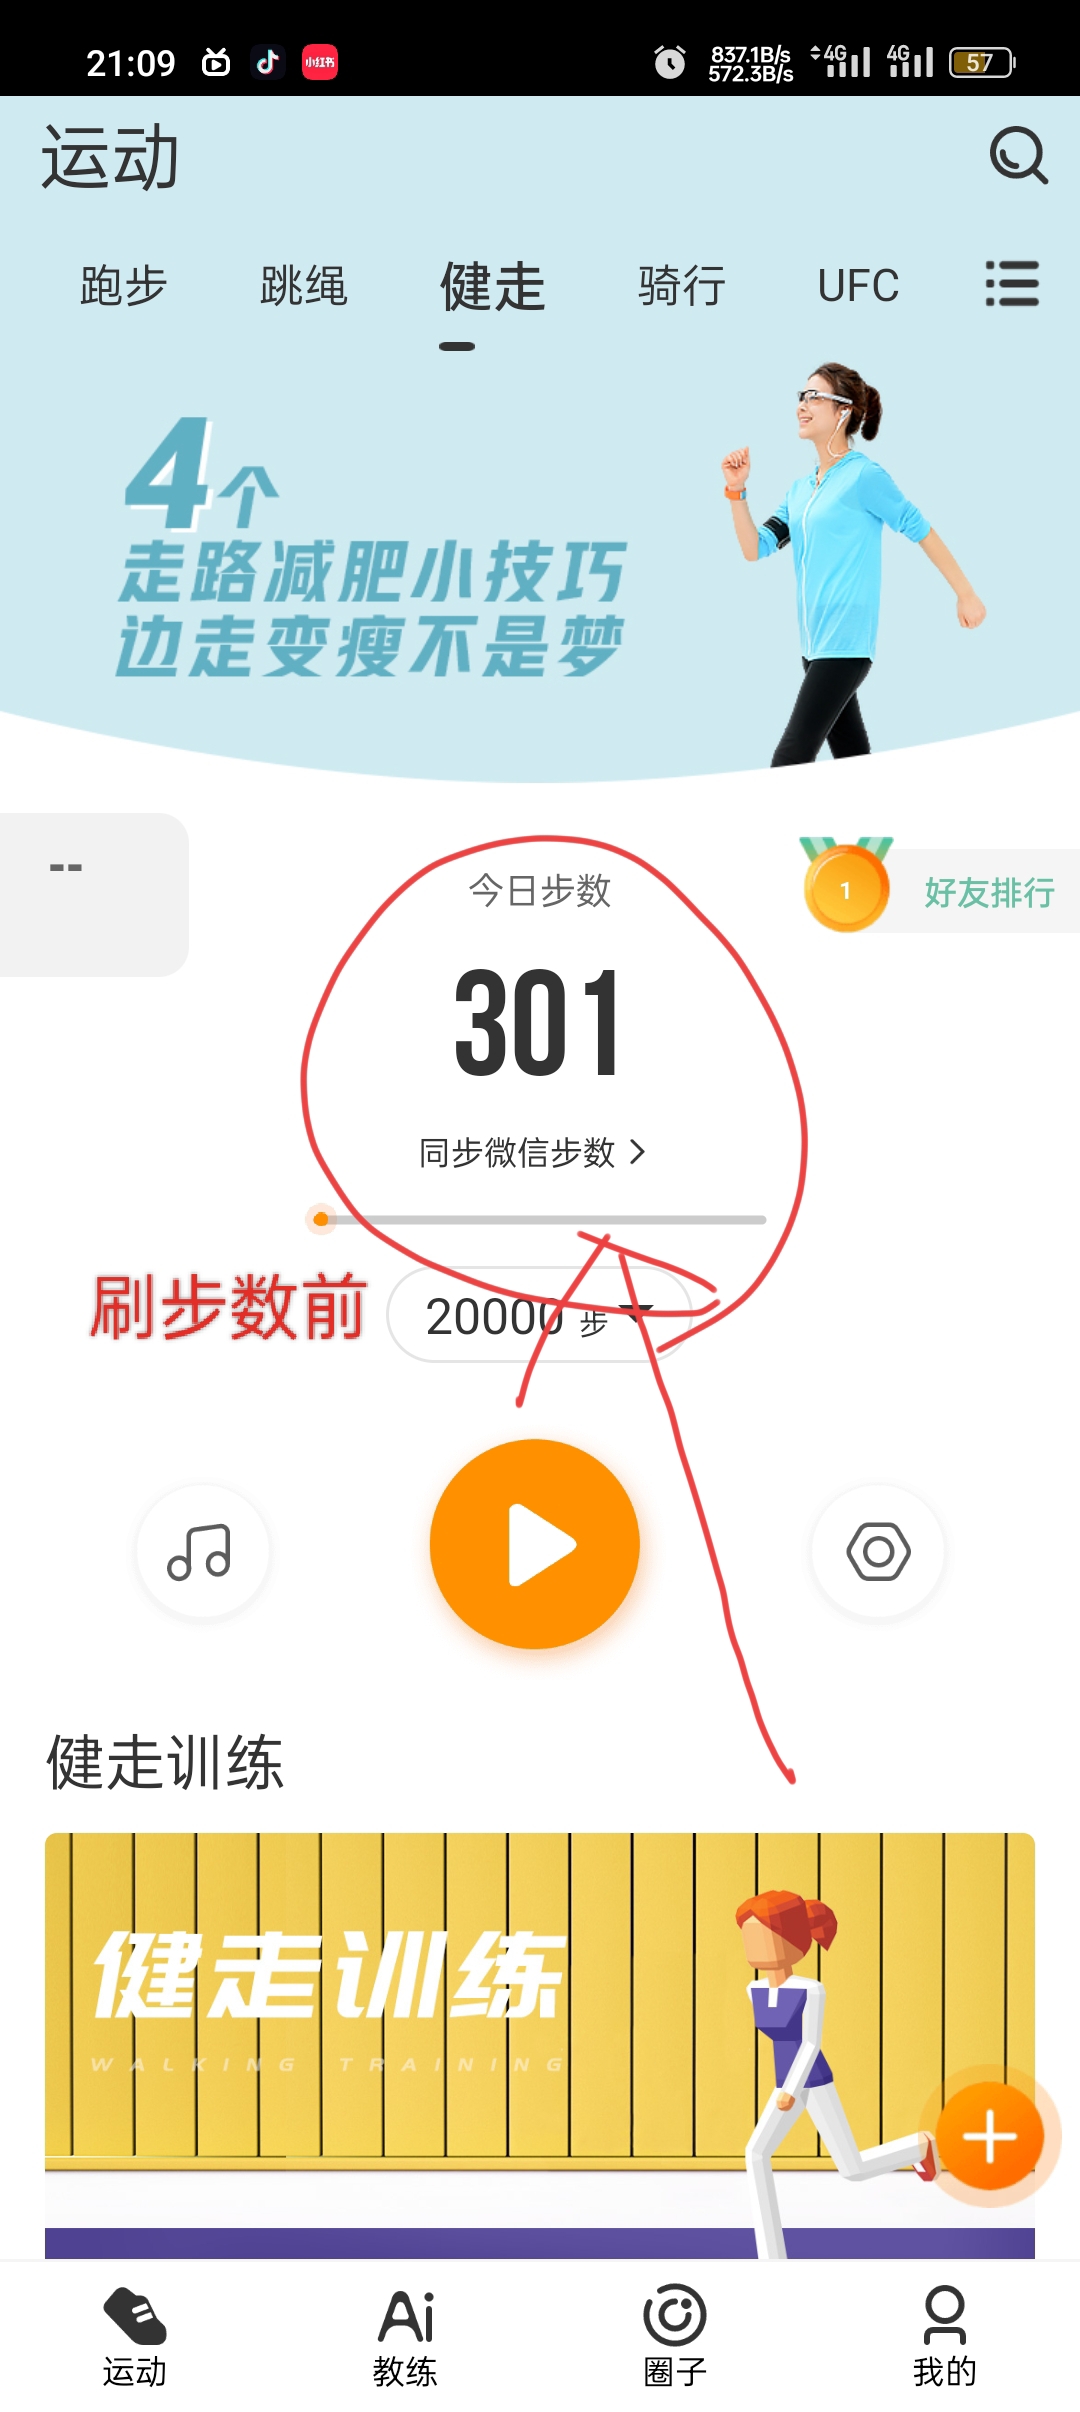 21:09
小红书
837.1B/s
572.3B/s
4G
4G
57
运动
跑步
跳绳
健走
骑行
UFC
4个
走路减肥小技巧
边走变瘦不是梦
--
今日步数
1
好友排行
301
同步微信步数
刷步数前
20000 步
健走训练
健走训练
WALKING TRAINING
运动
Ai
教练
圈子
我的